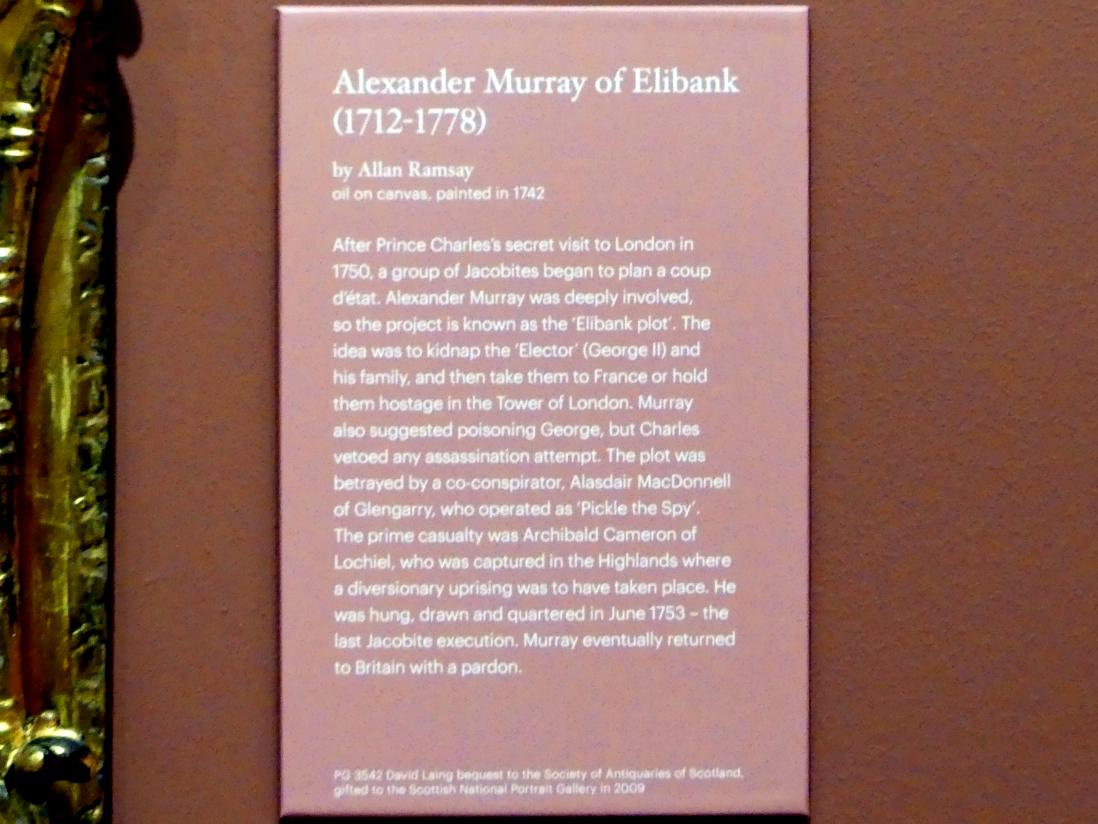 Alexander Murray of Elibank
(1712-1778)
by Allan Ramsay
oil on canvas, painted in 1742
After Prince Charles's secret visit to London in
1750, a group of Jacobites began to plan a coup
d'état. Alexander Murray was deeply involved,
so the project is known as the 'Elibank plot'. The
idea was to kidnap the 'Elector' (George II) and
his family, and then take them to France or hold
them hostage in the Tower of London. Murray
also suggested poisoning George, but Charles
vetoed any assassination attempt. The plot was
betrayed by a co-conspirator, Alasdair MacDonnell
of Glengarry, who operated as 'Pickle the Spy'.
The prime casualty was Archibald Cameron of
Lochiel, who was captured in the Highlands where
a diversionary uprising was to have taken place. He
was hung, drawn and quartered in June 1753 – the
last Jacobite execution. Murray eventually returned
to Britain with a pardon.
PG 3542 David Laing bequest to the Society of Antiquaries of Scotland,
gifted to the Scottish National Portrait Gallery in 2009